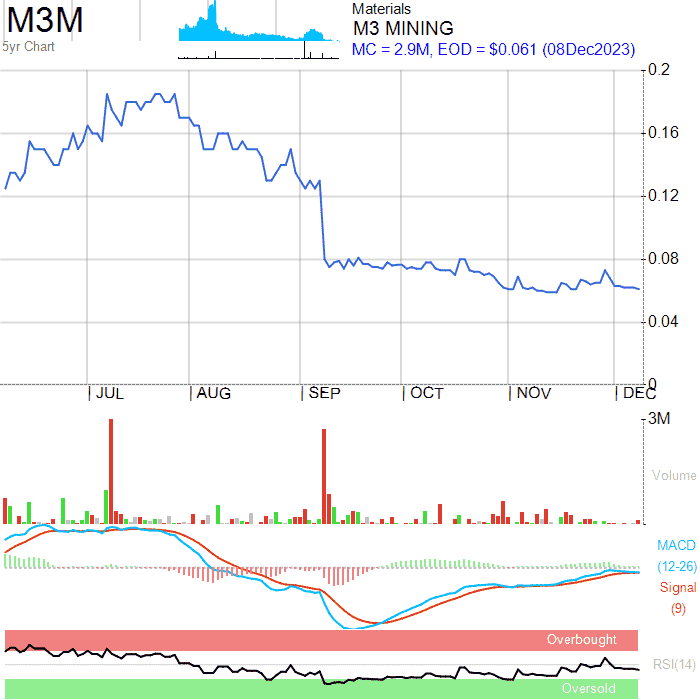 M3M
5yr Chart
Materials
M3 MINING
MC = 2.9M, EOD = $0.061 (08Dec2023)
0.2
0.16
0.12
0.08
0.04
0
JUL AUG SEP OCT NOV DEC
3M
Volume
MACD
(12-26)
Signal
(9)
Overbought
RSI(14)
Oversold